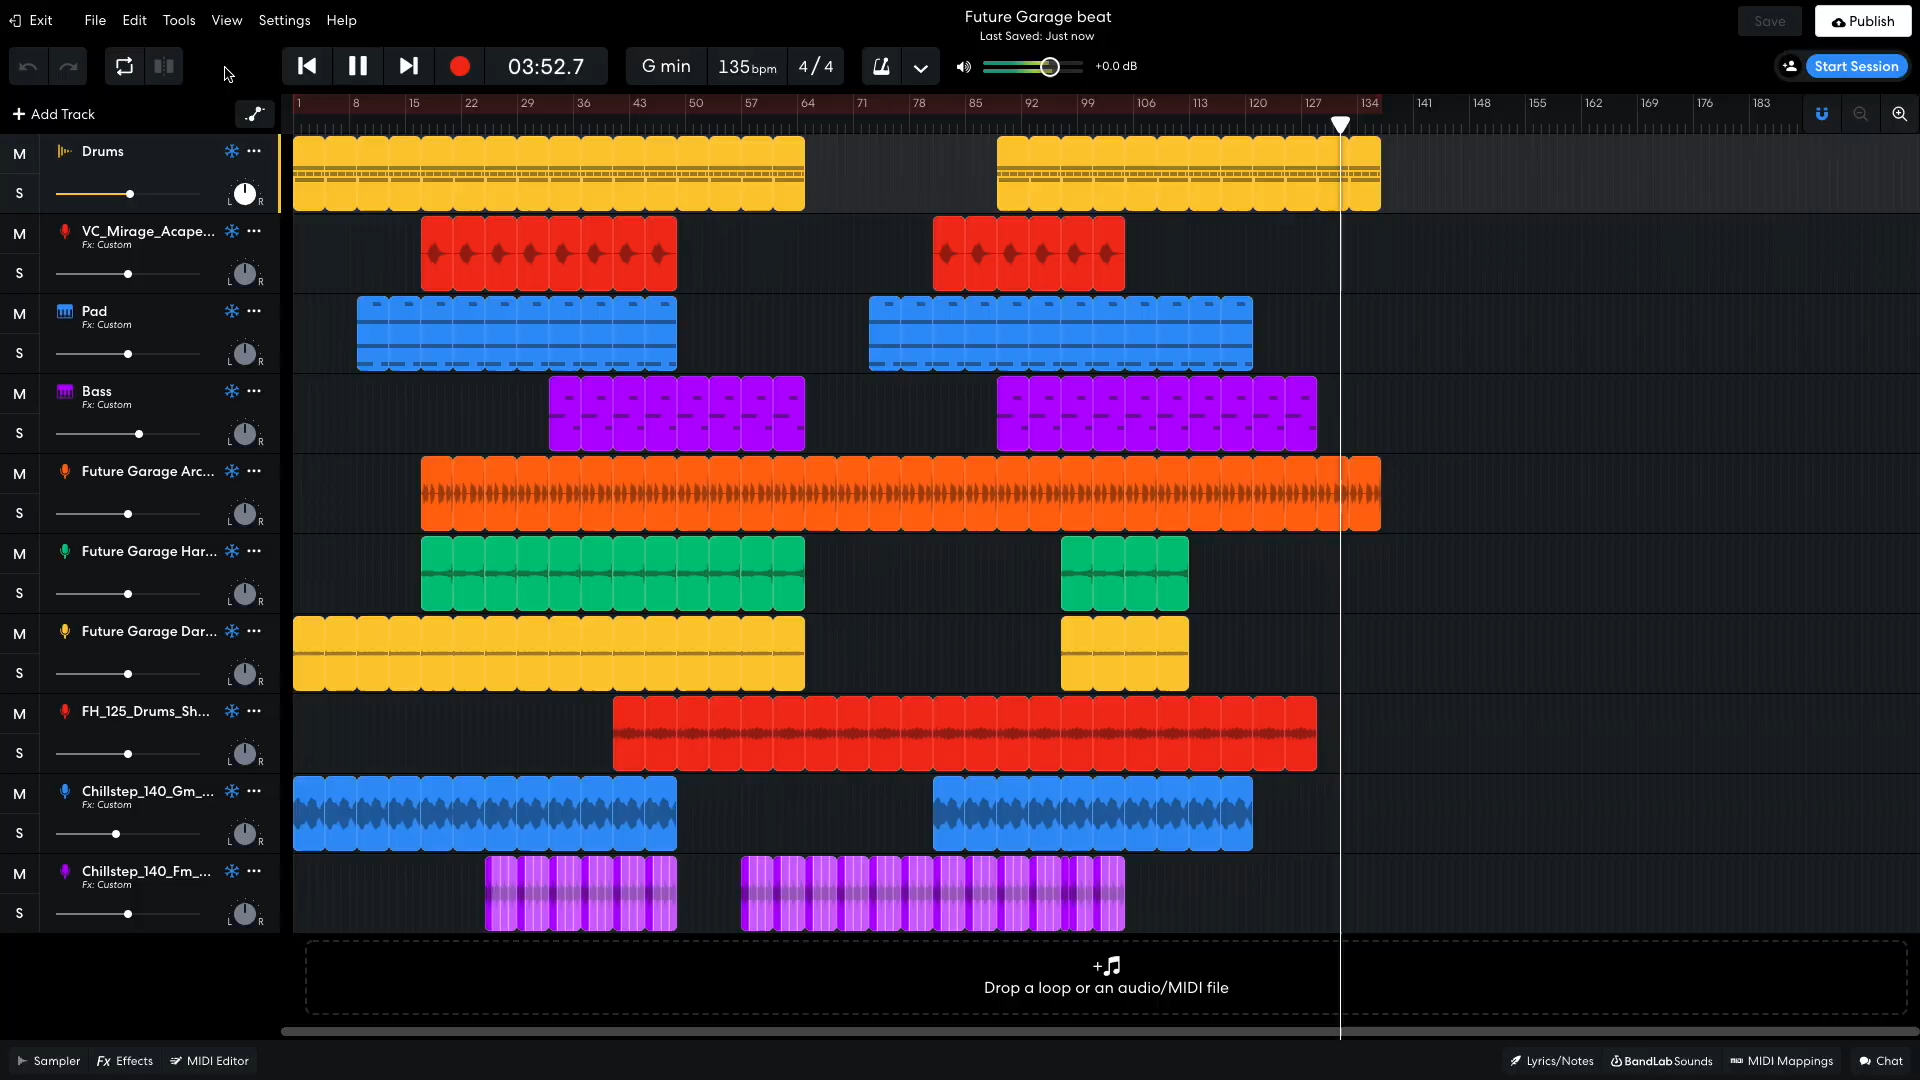 Exit File Edit Tools View Settings Help
Future Garage beat
Last Saved: Just now
Save Publish
03:52.7 G min 135bpm 4/4 +0.0 dB Start Session
+ Add Track
1 8 15 22 29 36 43 50 57 64 71 78 85 92 99 106 113 120 127 134 141 148 155 162 169 176 183
M Drums
S L R
M VC_Mirage_Acape...
Fx: Custom
S L R
M Pad
Fx: Custom
S L R
M Bass
Fx: Custom
S L R
M Future Garage Arc...
S L R
M Future Garage Har...
S L R
M Future Garage Dar...
S L R
M FH_125_Drums_Sh...
S L R
M Chillstep_140_Gm_...
Fx: Custom
S L R
M Chillstep_140_Fm_...
Fx: Custom
S L R
Drop a loop or an audio/MIDI file
Sampler Fx Effects MIDI Editor Lyrics/Notes BandLab Sounds MIDI Mappings Chat